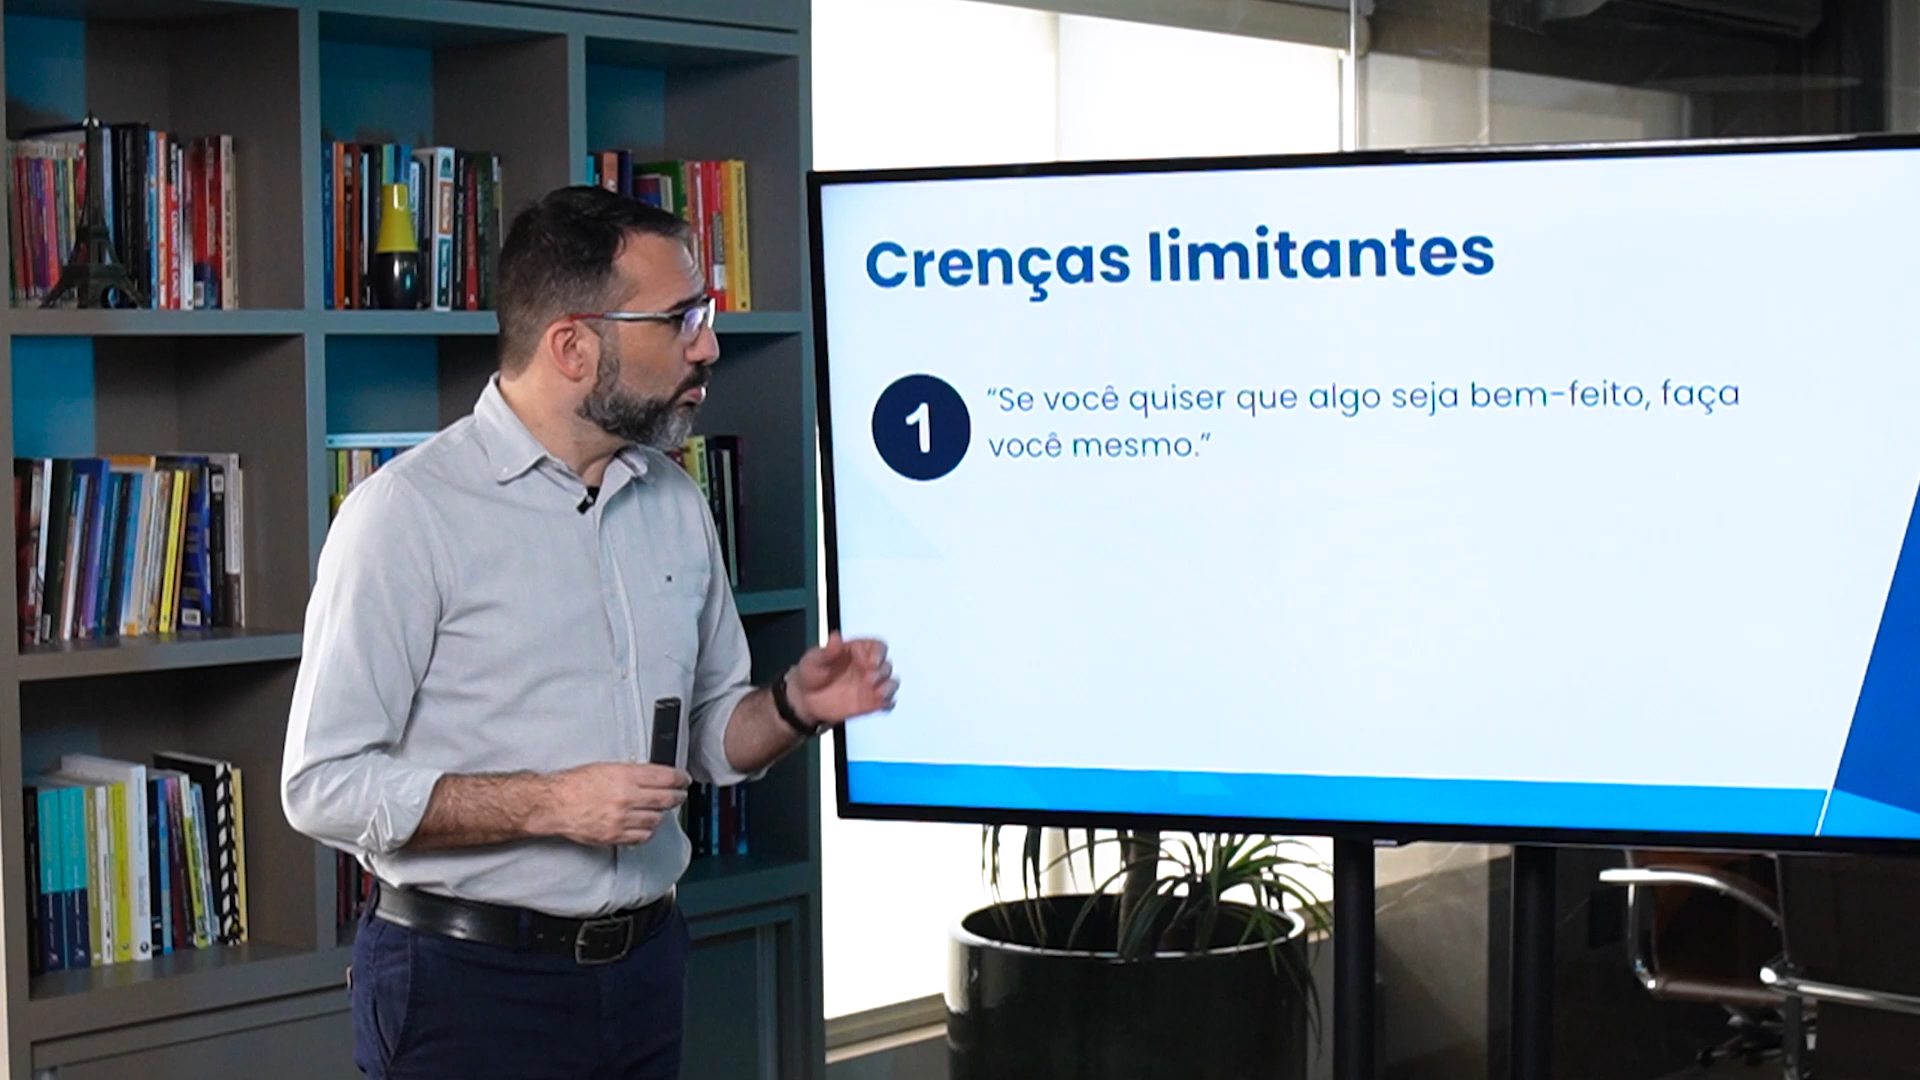 Crenças limitantes
1
“Se você quiser que algo seja bem-feito, faça
você mesmo.”